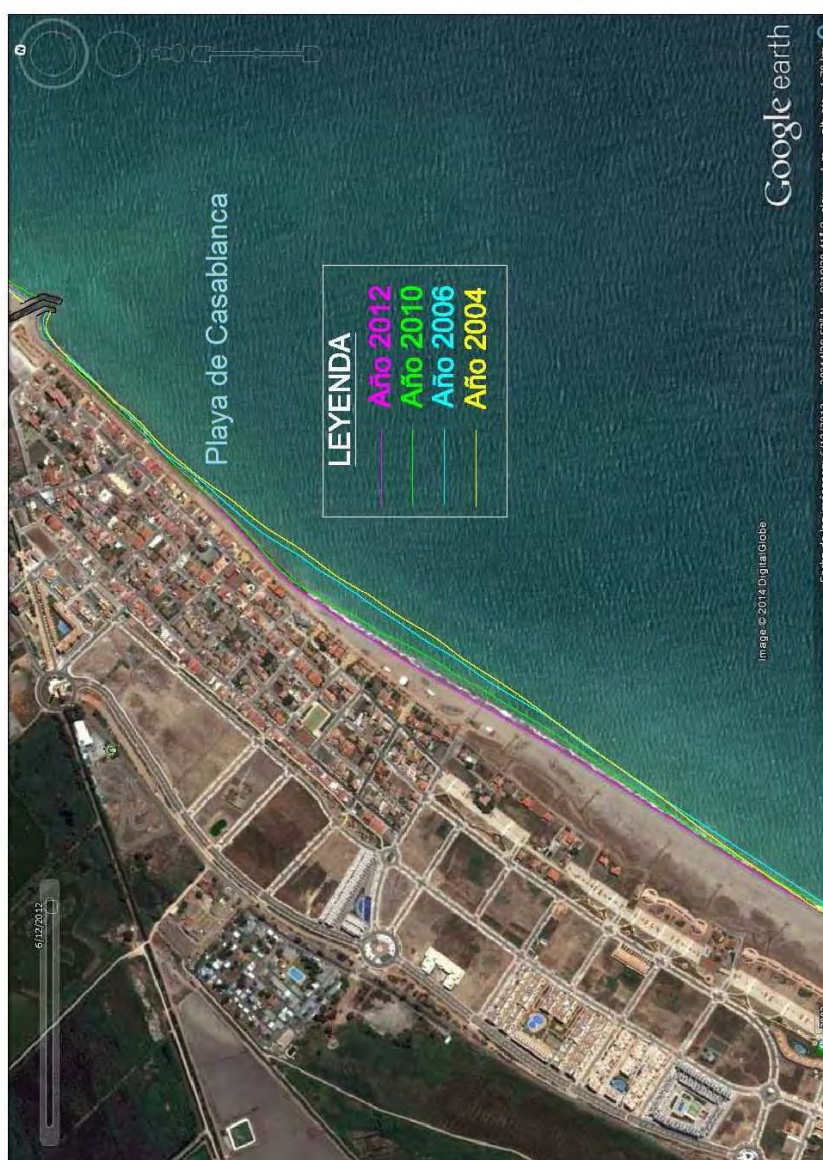 6/12/2012
Playa de Casablanca
LEYENDA
Año 2012
Año 2010
Año 2006
Año 2004
Image © 2014 DigitalGlobe
Google earth